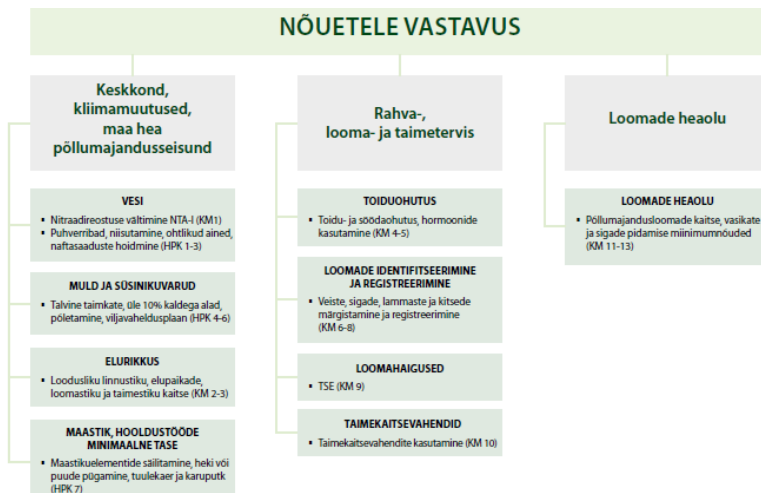 NÕUETELE VASTAVUS
Keskkond,
kliimamuutused,
maa hea
põllumajandusseisund
VESI
▪ Nitraadireostuse vältimine NTA-l (KM1)
▪ Puhverribad, niisutamine, ohtlikud ained,
naftasaaduste hoidmine (HPK 1-3)
MULD JA SÜSINIKUVARUD
▪ Talvine taimkate, üle 10% kaldega alad,
põletamine, viljavaheldusplaan (HPK 4-6)
ELURIKKUS
▪ Loodusliku linnustiku, elupaikade,
loomastiku ja taimestiku kaitse (KM 2-3)
MAASTIK, HOOLDUSTÖÖDE
MINIMAALNE TASE
▪ Maastikuelementide säilitamine, heki või
puude pügamine, tuulekaer ja karuputk
(HPK 7)
Rahva-,
looma- ja taimetervis
TOIDUOHUTUS
▪ Toidu- ja söödaohutus, hormoonide
kasutamine (KM 4-5)
LOOMADE IDENTIFITSEERIMINE
JA REGISTREERIMINE
▪ Veiste, sigade, lammaste ja kitsede
märgistamine ja registreerimine
(KM 6-8)
LOOMAHAIGUSED
▪ TSE (KM 9)
TAIMEKAITSEVAHENDID
▪ Taimekaitsevahendite kasutamine (KM 10)
Loomade heaolu
LOOMADE HEAOLU
▪ Põllumajandusloomade kaitse, vasikate
ja sigade pidamise miinimumnõuded
(KM 11-13)